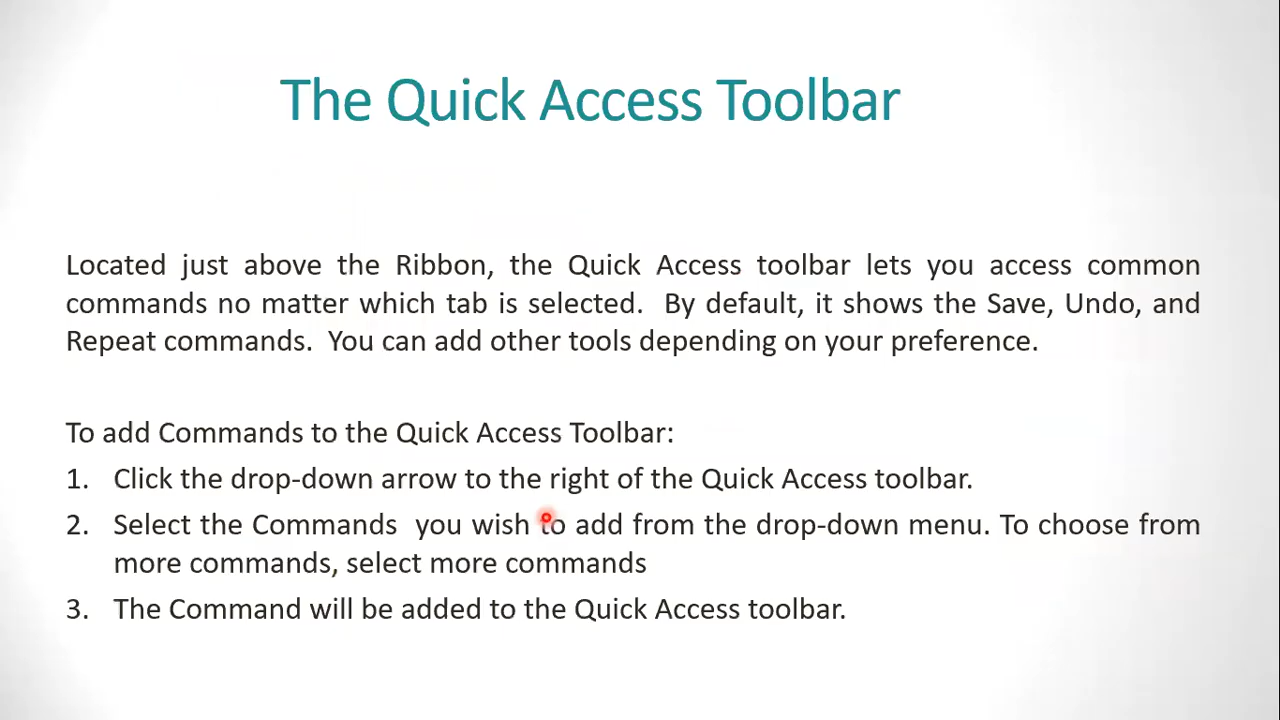 The Quick Access Toolbar
Located just above the Ribbon, the Quick Access toolbar lets you access common
commands no matter which tab is selected.  By default, it shows the Save, Undo, and
Repeat commands.  You can add other tools depending on your preference.
To add Commands to the Quick Access Toolbar:
1. Click the drop-down arrow to the right of the Quick Access toolbar.
2. Select the Commands  you wish to add from the drop-down menu. To choose from
more commands, select more commands
3. The Command will be added to the Quick Access toolbar.